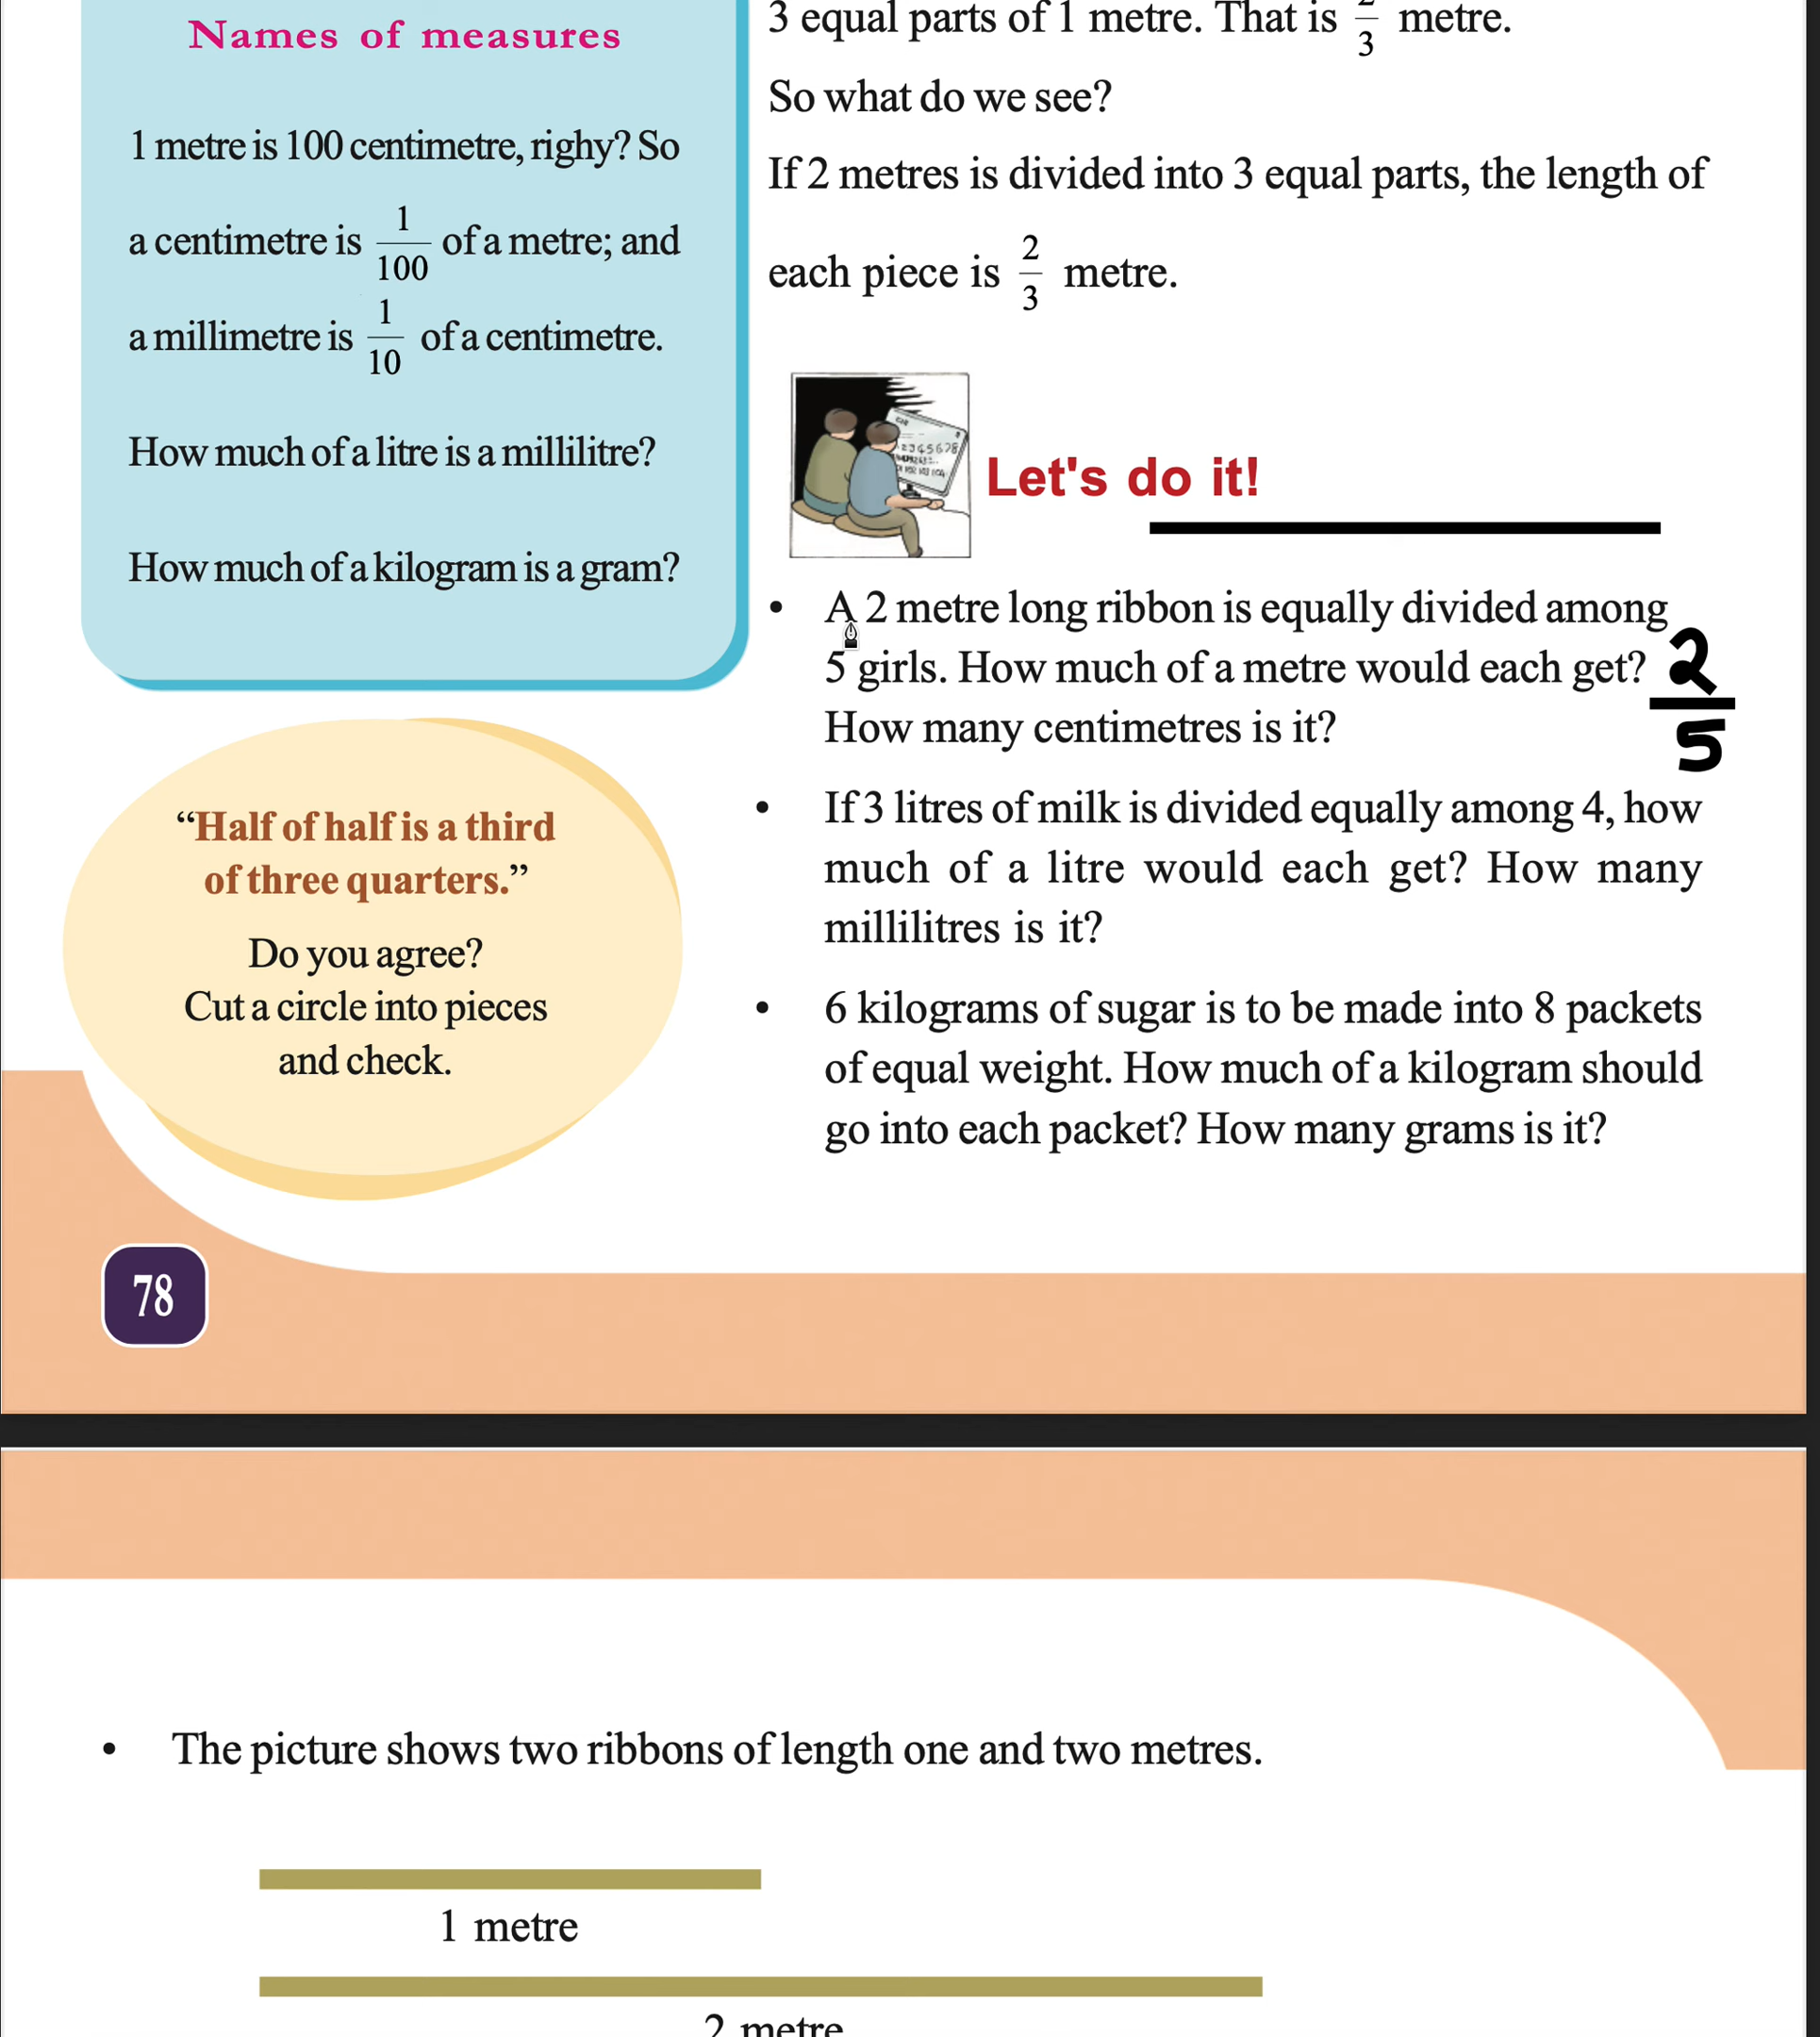 Names of measures
1 metre is 100 centimetre, righy? So
a centimetre is 1/100 of a metre; and
a millimetre is 1/10 of a centimetre.
How much of a litre is a millilitre?
How much of a kilogram is a gram?
“Half of half is a third
of three quarters.”
Do you agree?
Cut a circle into pieces
and check.
3 equal parts of 1 metre. That is 2/3 metre.
So what do we see?
If 2 metres is divided into 3 equal parts, the length of
each piece is 2/3 metre.
Let's do it!
• A 2 metre long ribbon is equally divided among
5 girls. How much of a metre would each get? 2/5
How many centimetres is it?
• If 3 litres of milk is divided equally among 4, how
much of a litre would each get? How many
millilitres is it?
• 6 kilograms of sugar is to be made into 8 packets
of equal weight. How much of a kilogram should
go into each packet? How many grams is it?
78
• The picture shows two ribbons of length one and two metres.
1 metre
2 metre